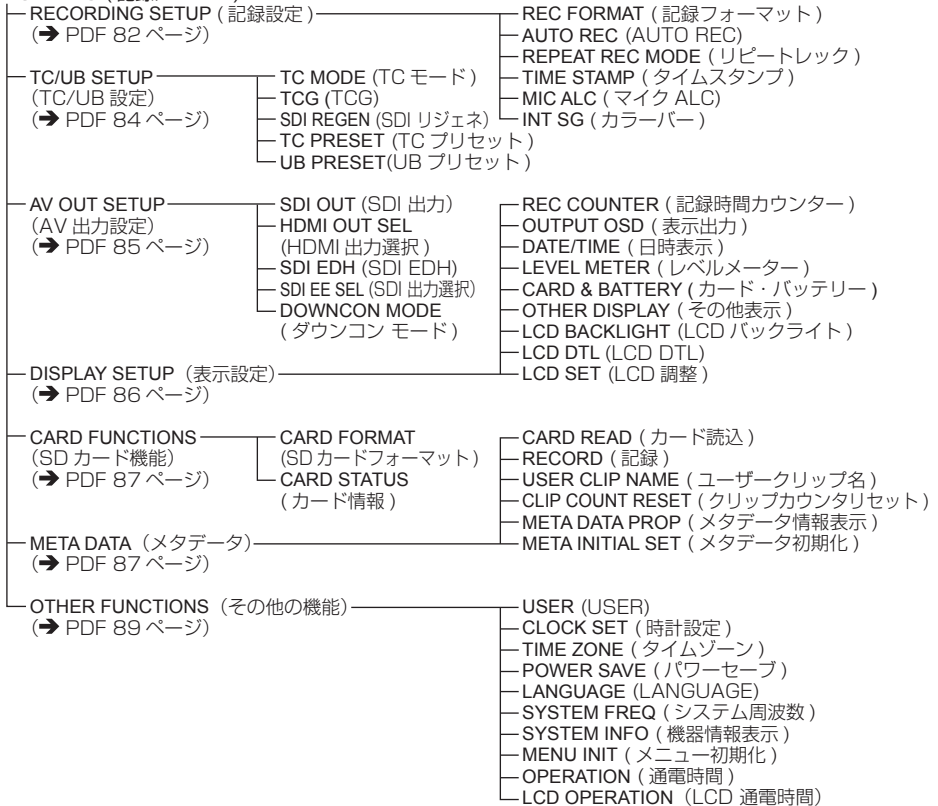 RECORDING SETUP ( 記録設定 )
(➔ PDF 82 ページ)
REC FORMAT ( 記録フォーマット )
AUTO REC (AUTO REC)
REPEAT REC MODE ( リピートレック )
TIME STAMP ( タイムスタンプ )
MIC ALC ( マイク ALC)
INT SG ( カラーバー )
TC/UB SETUP
(TC/UB 設定)
(➔ PDF 84 ページ)
TC MODE (TC モード )
TCG (TCG)
SDI REGEN (SDI リジェネ)
TC PRESET (TC プリセット )
UB PRESET(UB プリセット )
AV OUT SETUP
(AV 出力設定)
(➔ PDF 85 ページ)
SDI OUT (SDI 出力)
HDMI OUT SEL
(HDMI 出力選択 )
SDI EDH (SDI EDH)
SDI EE SEL (SDI 出力選択)
DOWNCON MODE
( ダウンコン モード )
DISPLAY SETUP (表示設定)
(➔ PDF 86 ページ)
REC COUNTER ( 記録時間カウンター )
OUTPUT OSD ( 表示出力 )
DATE/TIME ( 日時表示 )
LEVEL METER ( レベルメーター )
CARD & BATTERY ( カード・バッテリー )
OTHER DISPLAY ( その他表示 )
LCD BACKLIGHT (LCD バックライト )
LCD DTL (LCD DTL)
LCD SET (LCD 調整 )
CARD FUNCTIONS
(SD カード機能)
(➔ PDF 87 ページ)
CARD FORMAT
(SD カードフォーマット )
CARD STATUS
( カード情報 )
META DATA (メタデータ)
(➔ PDF 87 ページ)
CARD READ ( カード読込 )
RECORD ( 記録 )
USER CLIP NAME ( ユーザークリップ名 )
CLIP COUNT RESET ( クリップカウンタリセット )
META DATA PROP ( メタデータ情報表示 )
META INITIAL SET ( メタデータ初期化 )
OTHER FUNCTIONS (その他の機能)
(➔ PDF 89 ページ)
USER (USER)
CLOCK SET ( 時計設定 )
TIME ZONE ( タイムゾーン )
POWER SAVE ( パワーセーブ )
LANGUAGE (LANGUAGE)
SYSTEM FREQ ( システム周波数 )
SYSTEM INFO ( 機器情報表示 )
MENU INIT ( メニュー初期化 )
OPERATION ( 通電時間 )
LCD OPERATION (LCD 通電時間)